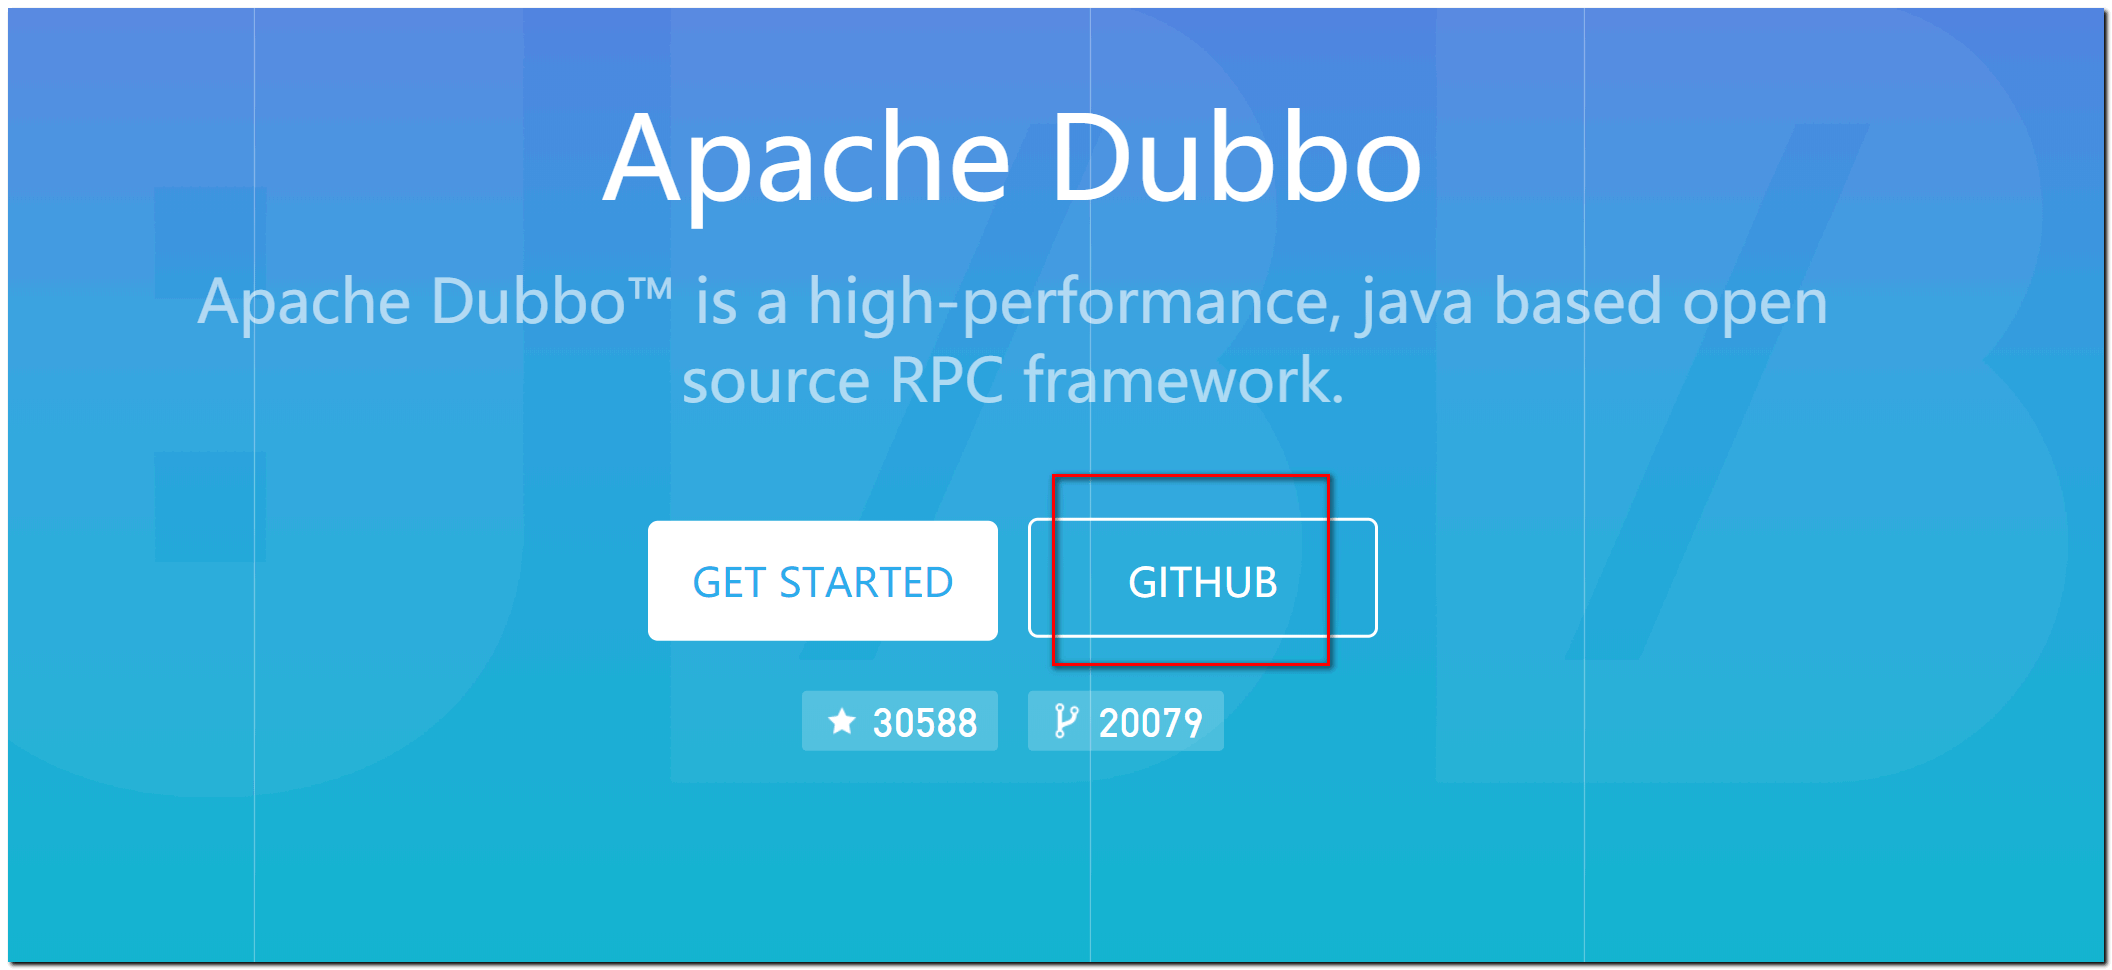 Apache Dubbo
Apache Dubbo™ is a high-performance, java based open
source RPC framework.
GET STARTED
GITHUB
30588
20079